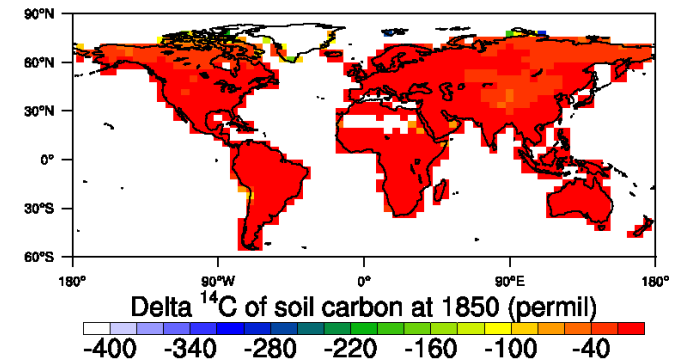 90°N
60°N
30°N
0°
30°S
60°S
180° 90°W 0° 90°E 180°
Delta ¹⁴C of soil carbon at 1850 (permil)
-400 -340 -280 -220 -160 -100 -40